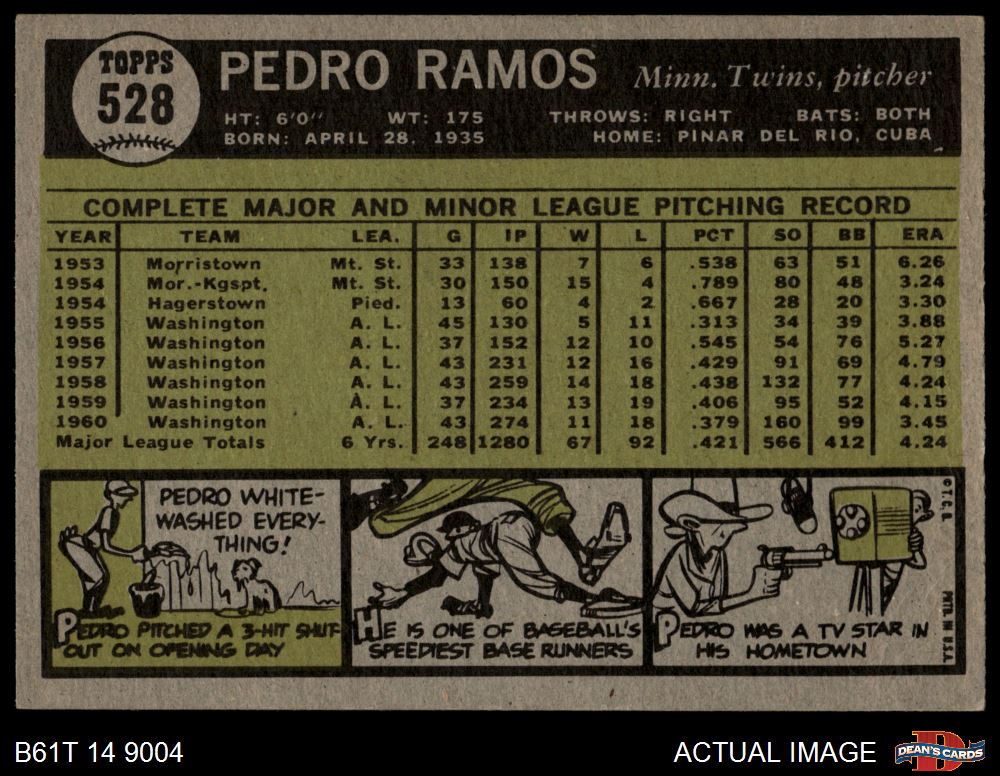 TOPPS
528
PEDRO RAMOS Minn. Twins, pitcher
HT: 6'0" WT: 175 THROWS: RIGHT BATS: BOTH
BORN: APRIL 28, 1935 HOME: PINAR DEL RIO, CUBA
COMPLETE MAJOR AND MINOR LEAGUE PITCHING RECORD
YEAR TEAM LEA. G IP W L PCT SO BB ERA
1953 Morristown Mt. St. 33 138 7 6 .538 63 51 6.26
1954 Mor.-Kgspt. Mt. St. 30 150 15 4 .789 80 48 3.24
1954 Hagerstown Pied. 13 60 4 2 .667 28 20 3.30
1955 Washington A. L. 45 130 5 11 .313 34 39 3.88
1956 Washington A. L. 37 152 12 10 .545 54 76 5.27
1957 Washington A. L. 43 231 12 16 .429 91 69 4.79
1958 Washington A. L. 43 259 14 18 .438 132 77 4.24
1959 Washington A. L. 37 234 13 19 .406 95 52 4.15
1960 Washington A. L. 43 274 11 18 .379 160 99 3.45
Major League Totals 6 Yrs. 248 1280 67 92 .421 566 412 4.24
PEDRO WHITE-
WASHED EVERY-
THING!
PEDRO PITCHED A 3-HIT SHUT-
OUT ON OPENING DAY
HE IS ONE OF BASEBALL'S
SPEEDIEST BASE RUNNERS
PEDRO WAS A TV STAR IN
HIS HOMETOWN
© T.C.G.
PRTD. IN U.S.A.
B61T 14 9004
ACTUAL IMAGE
DEAN'S CARDS